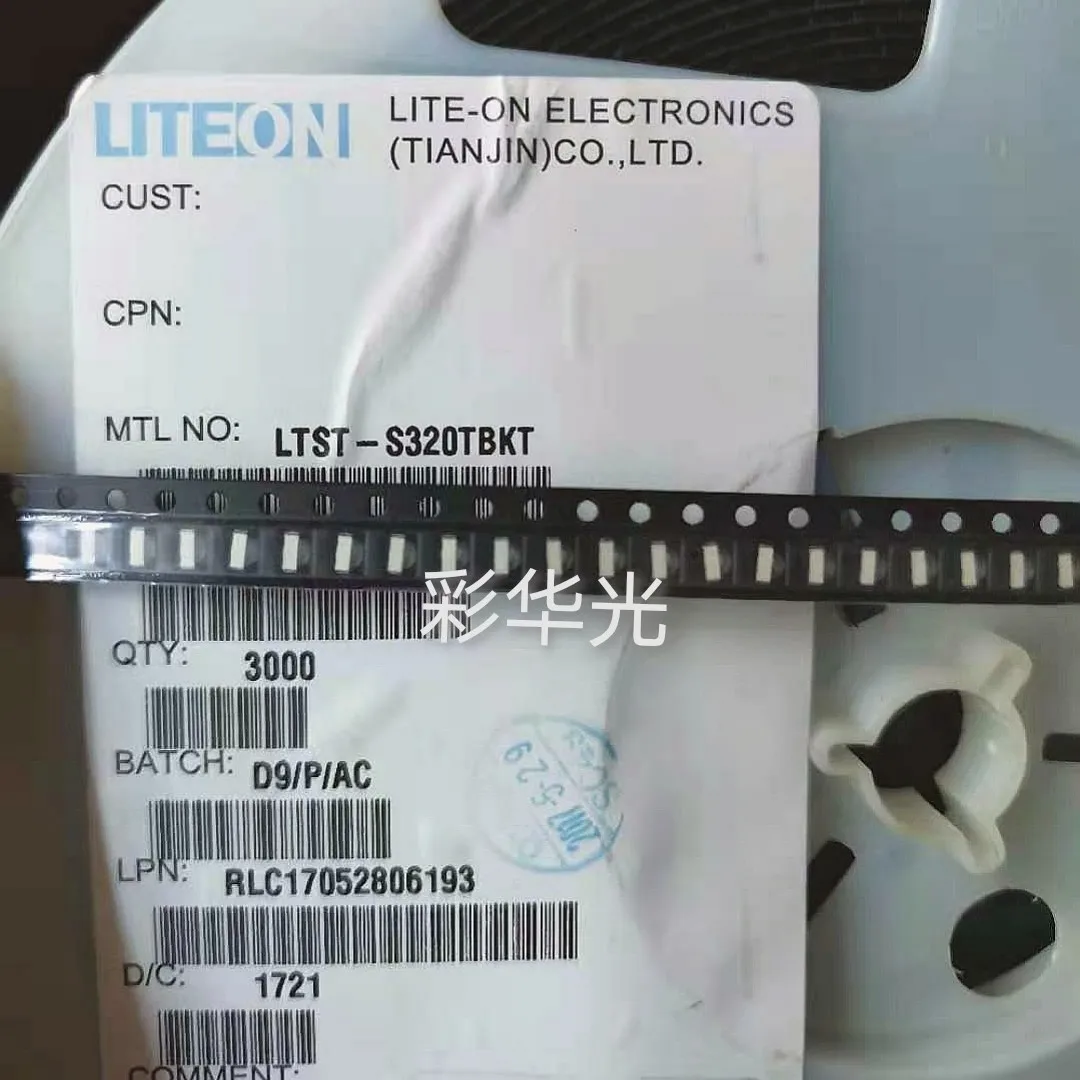 LITEON
LITE-ON ELECTRONICS
(TIANJIN)CO.,LTD.
CUST:
CPN:
MTL NO: LTST-S320TBKT
彩华光
QTY: 3000
BATCH: D9/P/AC
LPN: RLC17052806193
D/C: 1721
COMMENT: